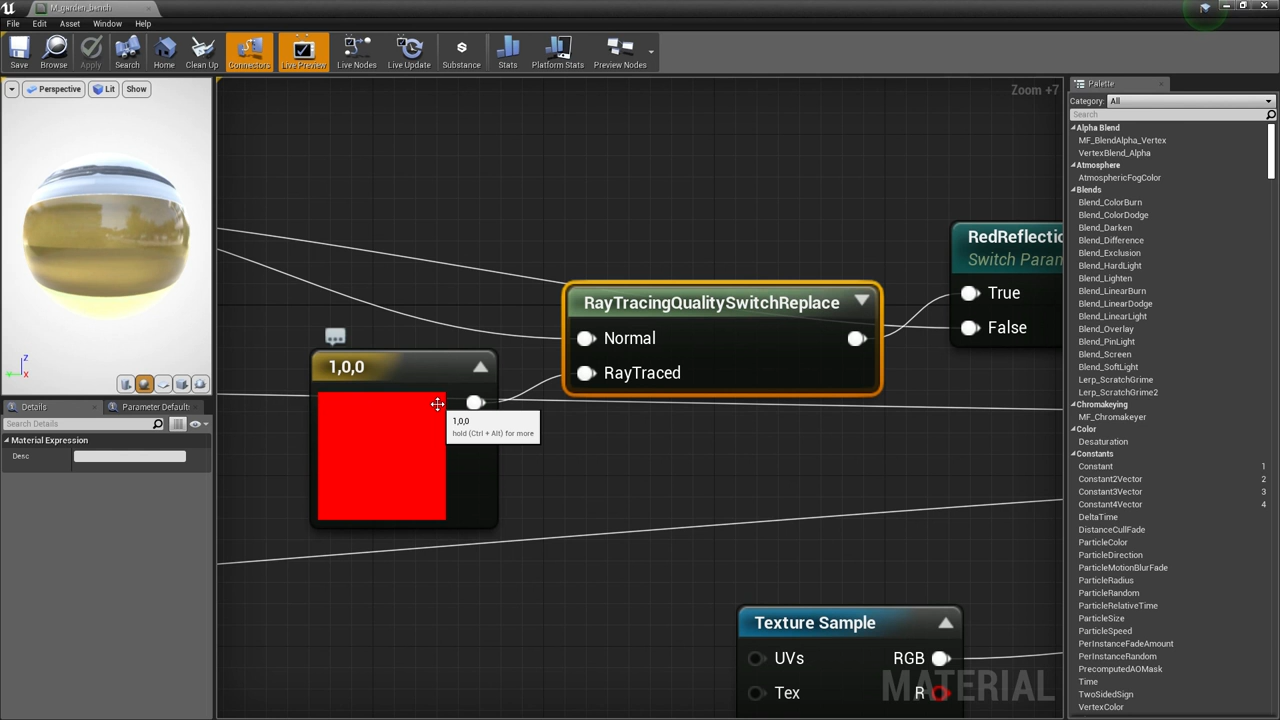 M_garden_bench
File Edit Asset Window Help
Save Browse Apply Search Home Clean Up Connectors Live Preview Live Nodes Live Update Substance Stats Platform Stats Preview Nodes
Perspective Lit Show
Z
X
Details Parameter Default
Search Details
Material Expression
Desc
Zoom +7
RedReflectio
Switch Param
True
False
RayTracingQualitySwitchReplace
Normal
RayTraced
1,0,0
1,0,0
hold (Ctrl + Alt) for more
Texture Sample
UVs RGB
Tex R
MATERIAL
Palette
Category: All
Search
Alpha Blend
MF_BlendAlpha_Vertex
VertexBlend_Alpha
Atmosphere
AtmosphericFogColor
Blends
Blend_ColorBurn
Blend_ColorDodge
Blend_Darken
Blend_Difference
Blend_Exclusion
Blend_HardLight
Blend_Lighten
Blend_LinearBurn
Blend_LinearDodge
Blend_LinearLight
Blend_Overlay
Blend_PinLight
Blend_Screen
Blend_SoftLight
Lerp_ScratchGrime
Lerp_ScratchGrime2
Chromakeying
MF_Chromakeyer
Color
Desaturation
Constants
Constant 1
Constant2Vector 2
Constant3Vector 3
Constant4Vector 4
DeltaTime
DistanceCullFade
ParticleColor
ParticleDirection
ParticleMotionBlurFade
ParticleRadius
ParticleRandom
ParticleRelativeTime
ParticleSize
ParticleSpeed
PerInstanceFadeAmount
PerInstanceRandom
PrecomputedAOMask
Time
TwoSidedSign
VertexColor